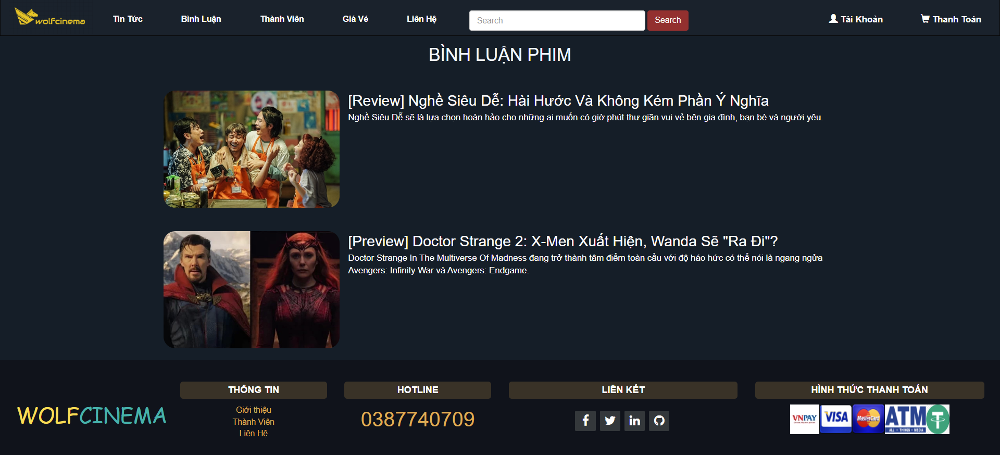 wolfcinema
Tin Tức
Bình Luận
Thành Viên
Giá Vé
Liên Hệ
Search
Search
Tài Khoản
Thanh Toán
BÌNH LUẬN PHIM
[Review] Nghề Siêu Dễ: Hài Hước Và Không Kém Phần Ý Nghĩa
Nghề Siêu Dễ sẽ là lựa chọn hoàn hảo cho những ai muốn có giờ phút thư giãn vui vẻ bên gia đình, bạn bè và người yêu.
[Preview] Doctor Strange 2: X-Men Xuất Hiện, Wanda Sẽ "Ra Đi"?
Doctor Strange In The Multiverse Of Madness đang trở thành tâm điểm toàn cầu với độ háo hức có thể nói là ngang ngửa
Avengers: Infinity War và Avengers: Endgame.
WOLFCINEMA
THÔNG TIN
Giới thiệu
Thành Viên
Liên Hệ
HOTLINE
0387740709
LIÊN KẾT
HÌNH THỨC THANH TOÁN
VNPAY
VISA
MasterCard
ATM
ALL • THINGS • MEDIA